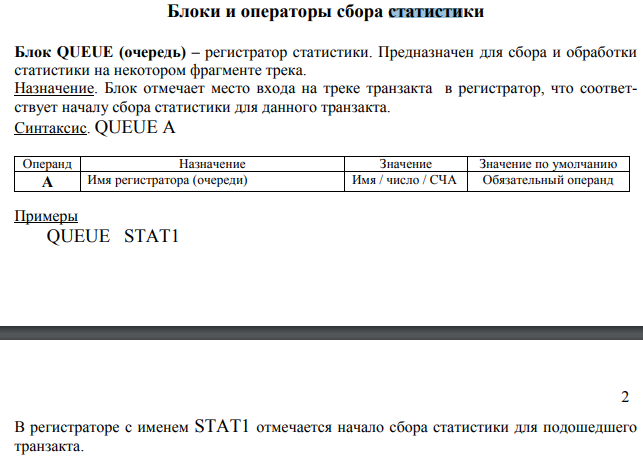 Блоки и операторы сбора статистики
Блок QUEUE (очередь) – регистратор статистики. Предназначен для сбора и обработки
статистики на некотором фрагменте трека.
Назначение. Блок отмечает место входа на треке транзакта в регистратор, что соответ-
ствует началу сбора статистики для данного транзакта.
Синтаксис. QUEUE A
Операнд Назначение Значение Значение по умолчанию
A Имя регистратора (очереди) Имя / число / СЧА Обязательный операнд
Примеры
QUEUE STAT1
2
В регистраторе с именем STAT1 отмечается начало сбора статистики для подошедшего
транзакта.